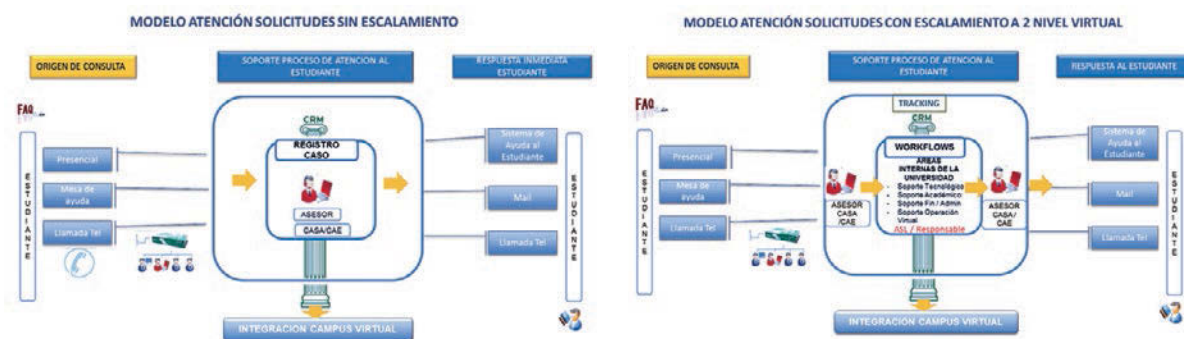 MODELO ATENCIÓN SOLICITUDES SIN ESCALAMIENTO
ORIGEN DE CONSULTA
SOPORTE PROCESO DE ATENCION AL
ESTUDIANTE
RESPUESTA INMEDIATA
ESTUDIANTE
FAQ
ESTUDIANTE
Presencial
Mesa de
ayuda
Llamada Tel
CRM
REGISTRO
CASO
ASESOR
CASA/CAE
Sistema de
Ayuda al
Estudiante
Mail
Llamada Tel
ESTUDIANTE
INTEGRACION CAMPUS VIRTUAL
MODELO ATENCIÓN SOLICITUDES CON ESCALAMIENTO A 2 NIVEL VIRTUAL
ORIGEN DE CONSULTA
SOPORTE PROCESO DE ATENCION AL
ESTUDIANTE
RESPUESTA AL ESTUDIANTE
FAQ
ESTUDIANTE
Presencial
Mesa de
ayuda
Llamada Tel
TRACKING
CRM
WORKFLOWS
AREAS
INTERNAS DE LA
UNIVERSIDAD
- Soporte Tecnológico
- Soporte Académico
- Soporte Fin / Admin
- Soporte Operación
Virtual
ASL / Responsable
ASESOR
CASA
/CAE
ASESOR
CASA /
CAE
Sistema de
Ayuda al
Estudiante
Mail
Llamada Tel
ESTUDIANTE
INTEGRACION CAMPUS VIRTUAL